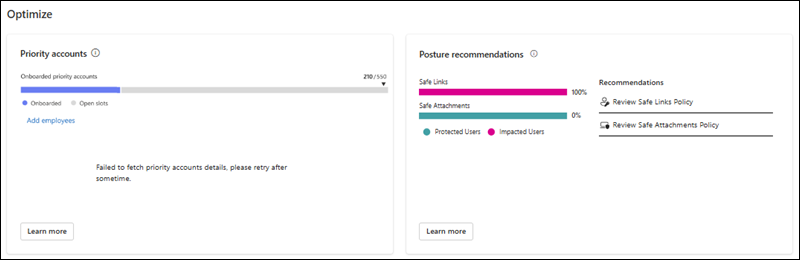 Optimize
Priority accounts
Onboarded priority accounts
210/550
Onboarded
Open slots
Add employees
Failed to fetch priority accounts details, please retry after
sometime.
Learn more
Posture recommendations
Safe Links
100%
Safe Attachments
0%
Protected Users
Impacted Users
Recommendations
Review Safe Links Policy
Review Safe Attachments Policy
Learn more